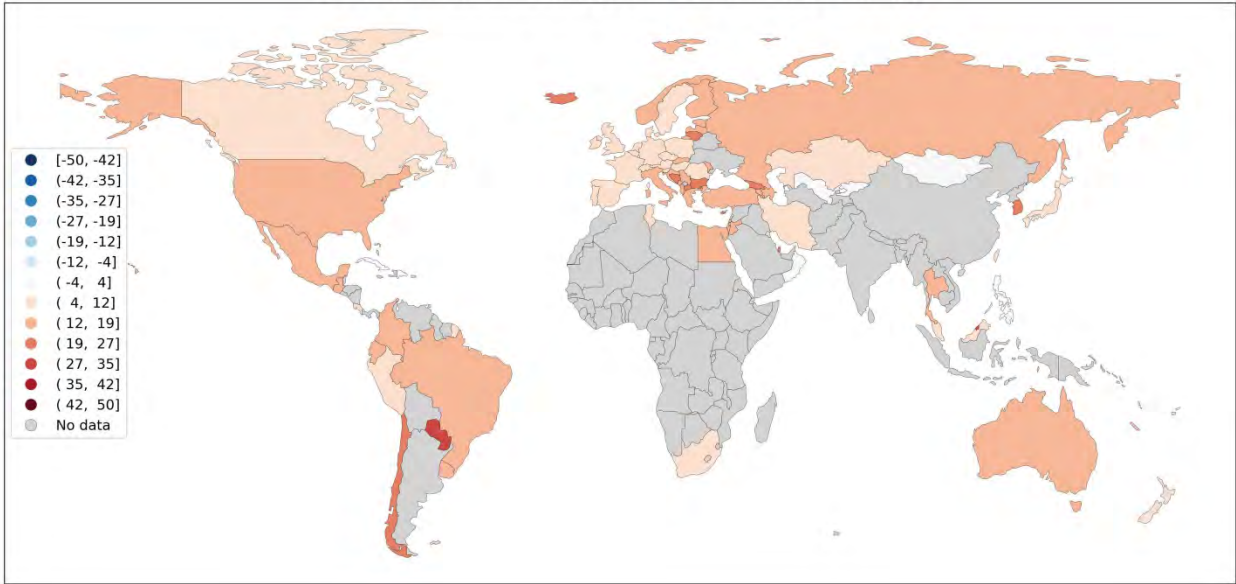 [-50, -42]
(-42, -35]
(-35, -27]
(-27, -19]
(-19, -12]
(-12, -4]
( -4, 4]
( 4, 12]
( 12, 19]
( 19, 27]
( 27, 35]
( 35, 42]
( 42, 50]
No data